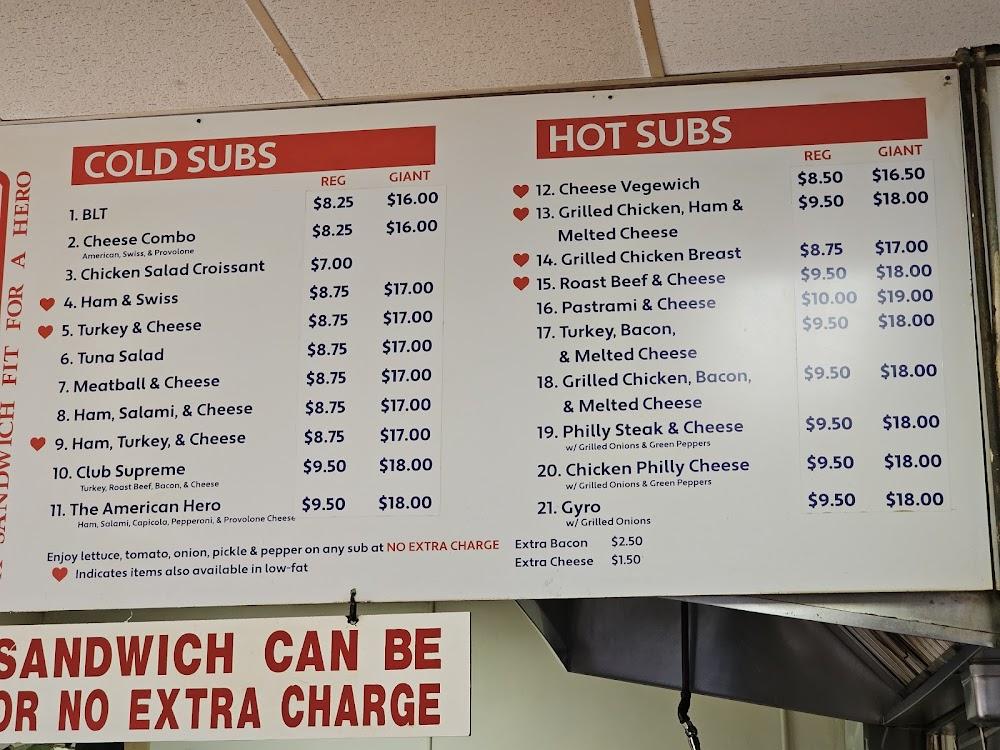 SANDWICH FIT FOR A HERO
COLD SUBS
REG GIANT
1. BLT $8.25 $16.00
2. Cheese Combo $8.25 $16.00
American, Swiss, & Provolone
3. Chicken Salad Croissant $7.00
4. Ham & Swiss $8.75 $17.00
5. Turkey & Cheese $8.75 $17.00
6. Tuna Salad $8.75 $17.00
7. Meatball & Cheese $8.75 $17.00
8. Ham, Salami, & Cheese $8.75 $17.00
9. Ham, Turkey, & Cheese $8.75 $17.00
10. Club Supreme $9.50 $18.00
Turkey, Roast Beef, Bacon, & Cheese
11. The American Hero $9.50 $18.00
Ham, Salami, Capicola, Pepperoni, & Provolone Cheese
Enjoy lettuce, tomato, onion, pickle & pepper on any sub at NO EXTRA CHARGE
Indicates items also available in low-fat
HOT SUBS
REG GIANT
12. Cheese Vegewich $8.50 $16.50
13. Grilled Chicken, Ham & $9.50 $18.00
Melted Cheese
14. Grilled Chicken Breast $8.75 $17.00
15. Roast Beef & Cheese $9.50 $18.00
16. Pastrami & Cheese $10.00 $19.00
17. Turkey, Bacon, $9.50 $18.00
& Melted Cheese
18. Grilled Chicken, Bacon, $9.50 $18.00
& Melted Cheese
19. Philly Steak & Cheese $9.50 $18.00
w/ Grilled Onions & Green Peppers
20. Chicken Philly Cheese $9.50 $18.00
w/ Grilled Onions & Green Peppers
21. Gyro $9.50 $18.00
w/ Grilled Onions
Extra Bacon $2.50
Extra Cheese $1.50
SANDWICH CAN BE
OR NO EXTRA CHARGE